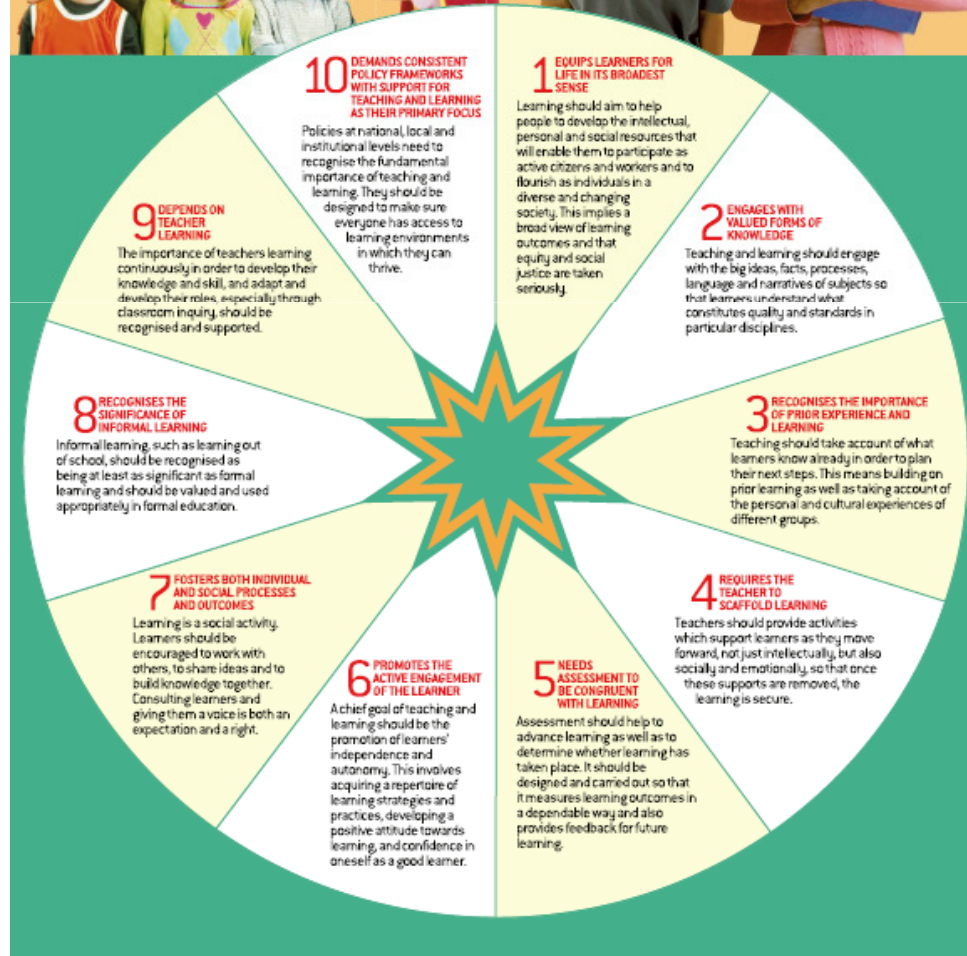 1 EQUIPS LEARNERS FOR
LIFE IN ITS BROADEST
SENSE
Learning should aim to help
people to develop the intellectual,
personal and social resources that
will enable them to participate as
active citizens and workers and to
flourish as individuals in a
diverse and changing
society. This implies a
broad view of learning
outcomes and that
equity and social
justice are taken
seriously.
2 ENGAGES WITH
VALUED FORMS OF
KNOWLEDGE
Teaching and learning should engage
with the big ideas, facts, processes,
language and narratives of subjects so
that learners understand what
constitutes quality and standards in
particular disciplines.
3 RECOGNISES THE IMPORTANCE
OF PRIOR EXPERIENCE AND
LEARNING
Teaching should take account of what
learners know already in order to plan
their next steps. This means building on
prior learning as well as taking account of
the personal and cultural experiences of
different groups.
4 REQUIRES THE
TEACHER TO
SCAFFOLD LEARNING
Teachers should provide activities
which support learners as they move
forward, not just intellectually, but also
socially and emotionally, so that once
these supports are removed, the
learning is secure.
5 NEEDS
ASSESSMENT TO
BE CONGRUENT
WITH LEARNING
Assessment should help to
advance learning as well as to
determine whether learning has
taken place. It should be
designed and carried out so that
it measures learning outcomes in
a dependable way and also
provides feedback for future
learning.
6 PROMOTES THE
ACTIVE ENGAGEMENT
OF THE LEARNER
A chief goal of teaching and
learning should be the
promotion of learners'
independence and
autonomy. This involves
acquiring a repertoire of
learning strategies and
practices, developing a
positive attitude towards
learning, and confidence in
oneself as a good learner.
7 FOSTERS BOTH INDIVIDUAL
AND SOCIAL PROCESSES
AND OUTCOMES
Learning is a social activity.
Learners should be
encouraged to work with
others, to share ideas and to
build knowledge together.
Consulting learners and
giving them a voice is both an
expectation and a right.
8 RECOGNISES THE
SIGNIFICANCE OF
INFORMAL LEARNING
Informal learning, such as learning out
of school, should be recognised as
being at least as significant as formal
learning and should be valued and used
appropriately in formal education.
9 DEPENDS ON
TEACHER
LEARNING
The importance of teachers learning
continuously in order to develop their
knowledge and skill, and adapt and
develop their roles, especially through
classroom inquiry, should be
recognised and supported.
10 DEMANDS CONSISTENT
POLICY FRAMEWORKS
WITH SUPPORT FOR
TEACHING AND LEARNING
AS THEIR PRIMARY FOCUS
Policies at national, local and
institutional levels need to
recognise the fundamental
importance of teaching and
learning. They should be
designed to make sure
everyone has access to
learning environments
in which they can
thrive.